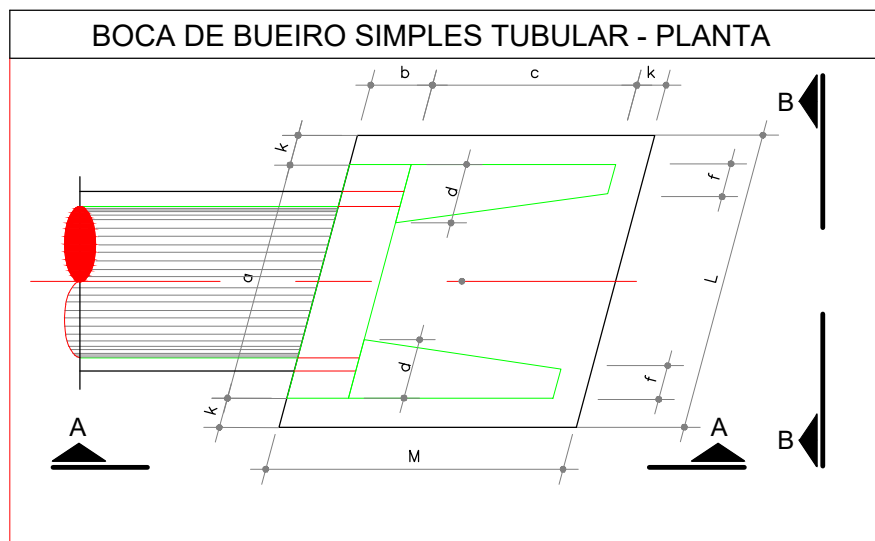 BOCA DE BUEIRO SIMPLES TUBULAR - PLANTA
b c k
B
k
d f
a L
d f
k
A A
B
M